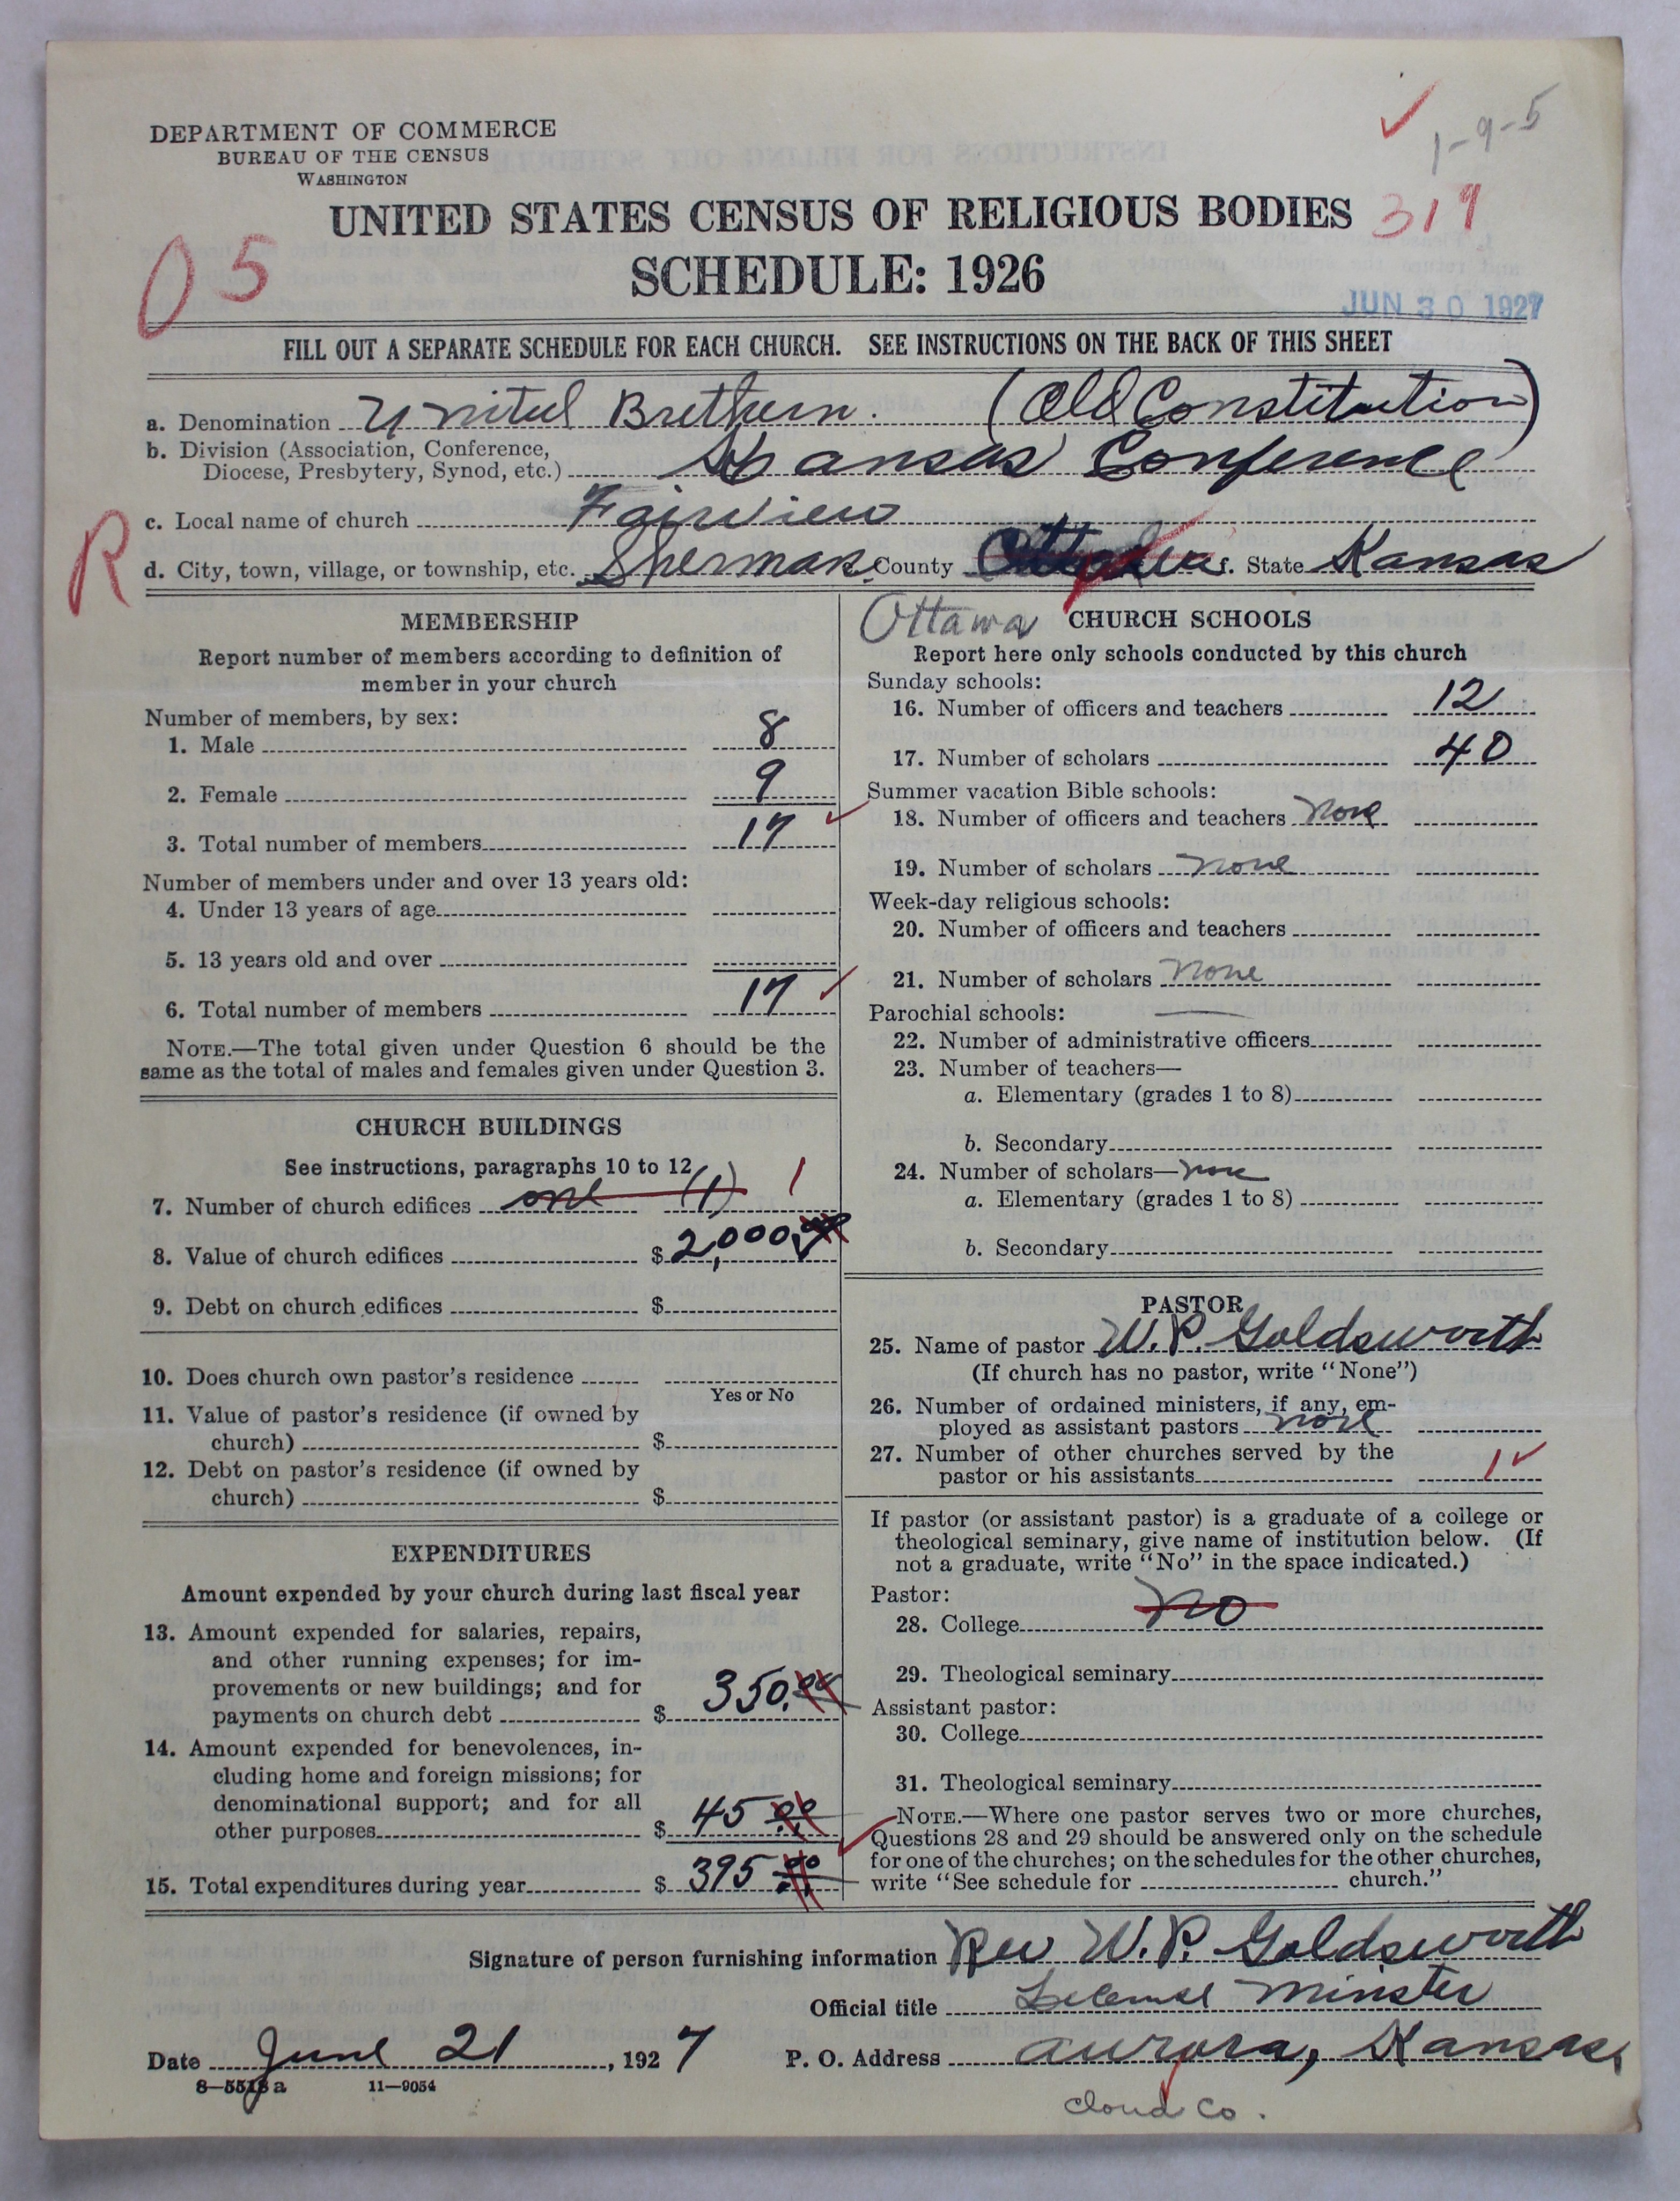 1-9-5
DEPARTMENT OF COMMERCE
BUREAU OF THE CENSUS
WASHINGTON
UNITED STATES CENSUS OF RELIGIOUS BODIES
319
05
SCHEDULE: 1926
JUN 30 1927
FILL OUT A SEPARATE SCHEDULE FOR EACH CHURCH. SEE INSTRUCTIONS ON THE BACK OF THIS SHEET
a. Denomination United Brethern. (Old Constitution)
b. Division (Association, Conference,
Diocese, Presbytery, Synod, etc.) Kansas Conference
c. Local name of church Fairview
R
d. City, town, village, or township, etc. Sherman County f. State Kansas
Ottawa
MEMBERSHIP
Report number of members according to definition of
member in your church
Number of members, by sex:
1. Male 8
2. Female 9
3. Total number of members 17
Number of members under and over 13 years old:
4. Under 13 years of age
5. 13 years old and over
6. Total number of members 17
NOTE.—The total given under Question 6 should be the
same as the total of males and females given under Question 3.
CHURCH BUILDINGS
See instructions, paragraphs 10 to 12
7. Number of church edifices one (1) 1
8. Value of church edifices $ 2,000
9. Debt on church edifices $
10. Does church own pastor's residence
Yes or No
11. Value of pastor's residence (if owned by
church) $
12. Debt on pastor's residence (if owned by
church) $
EXPENDITURES
Amount expended by your church during last fiscal year
13. Amount expended for salaries, repairs,
and other running expenses; for im-
provements or new buildings; and for
payments on church debt $ 350.00
14. Amount expended for benevolences, in-
cluding home and foreign missions; for
denominational support; and for all
other purposes $ 45.00
15. Total expenditures during year $ 395.00
CHURCH SCHOOLS
Report here only schools conducted by this church
Sunday schools:
16. Number of officers and teachers 12
17. Number of scholars 40
Summer vacation Bible schools:
18. Number of officers and teachers None
19. Number of scholars none
Week-day religious schools:
20. Number of officers and teachers
21. Number of scholars None
Parochial schools:
22. Number of administrative officers
23. Number of teachers—
a. Elementary (grades 1 to 8)
b. Secondary
24. Number of scholars— none
a. Elementary (grades 1 to 8)
b. Secondary
PASTOR
25. Name of pastor W. P. Goldsworth
(If church has no pastor, write "None")
26. Number of ordained ministers, if any, em-
ployed as assistant pastors none
27. Number of other churches served by the
pastor or his assistants 1
If pastor (or assistant pastor) is a graduate of a college or
theological seminary, give name of institution below. (If
not a graduate, write "No" in the space indicated.)
Pastor:
28. College No
29. Theological seminary
Assistant pastor:
30. College
31. Theological seminary
NOTE.—Where one pastor serves two or more churches,
Questions 28 and 29 should be answered only on the schedule
for one of the churches; on the schedules for the other churches,
write "See schedule for church."
Signature of person furnishing information Rev W. P. Goldsworth
Official title Minister
Date June 21, 1927 P. O. Address Aurora, Kansas,
8—5513 a 11—9054
Cloud Co.